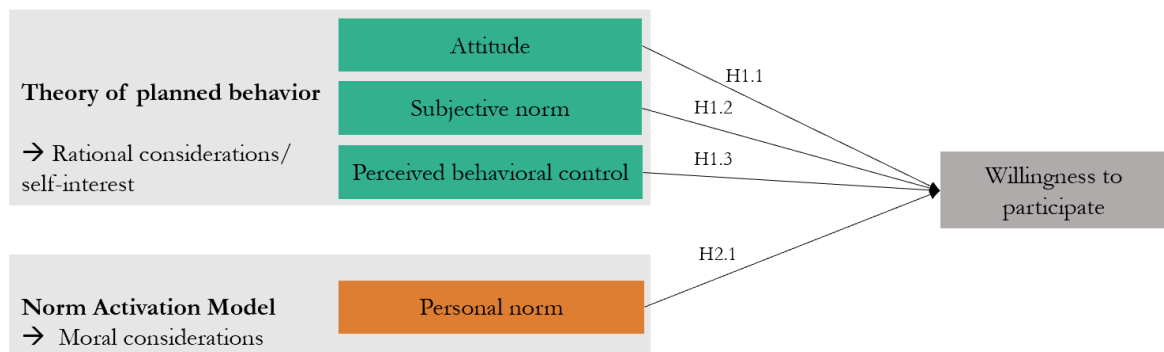 Attitude
H1.1
Theory of planned behavior
Subjective norm
H1.2
→ Rational considerations/
self-interest
Perceived behavioral control
H1.3
Willingness to
participate
H2.1
Norm Activation Model
→ Moral considerations
Personal norm